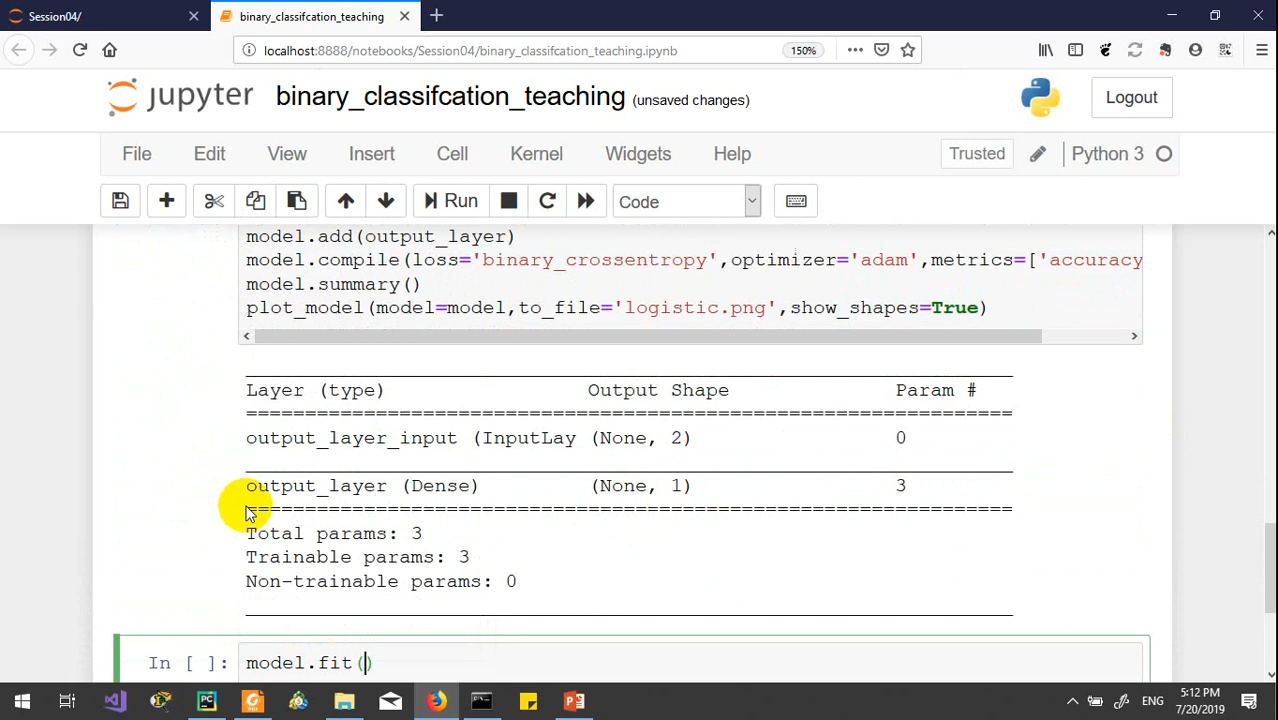 Session04/
binary_classifcation_teaching
localhost:8888/notebooks/Session04/binary_classifcation_teaching.ipynb
150%
jupyter
binary_classifcation_teaching
(unsaved changes)
Logout
File Edit View Insert Cell Kernel Widgets Help
Trusted
Python 3
Run
Code
model.add(output_layer)
model.compile(loss='binary_crossentropy',optimizer='adam',metrics=['accuracy
model.summary()
plot_model(model=model,to_file='logistic.png',show_shapes=True)
_________________________________________________________________
Layer (type) Output Shape Param #
=================================================================
output_layer_input (InputLay (None, 2) 0
_________________________________________________________________
output_layer (Dense) (None, 1) 3
=================================================================
Total params: 3
Trainable params: 3
Non-trainable params: 0
_________________________________________________________________
In [ ]: model.fit()
ENG
5:12 PM
7/20/2019